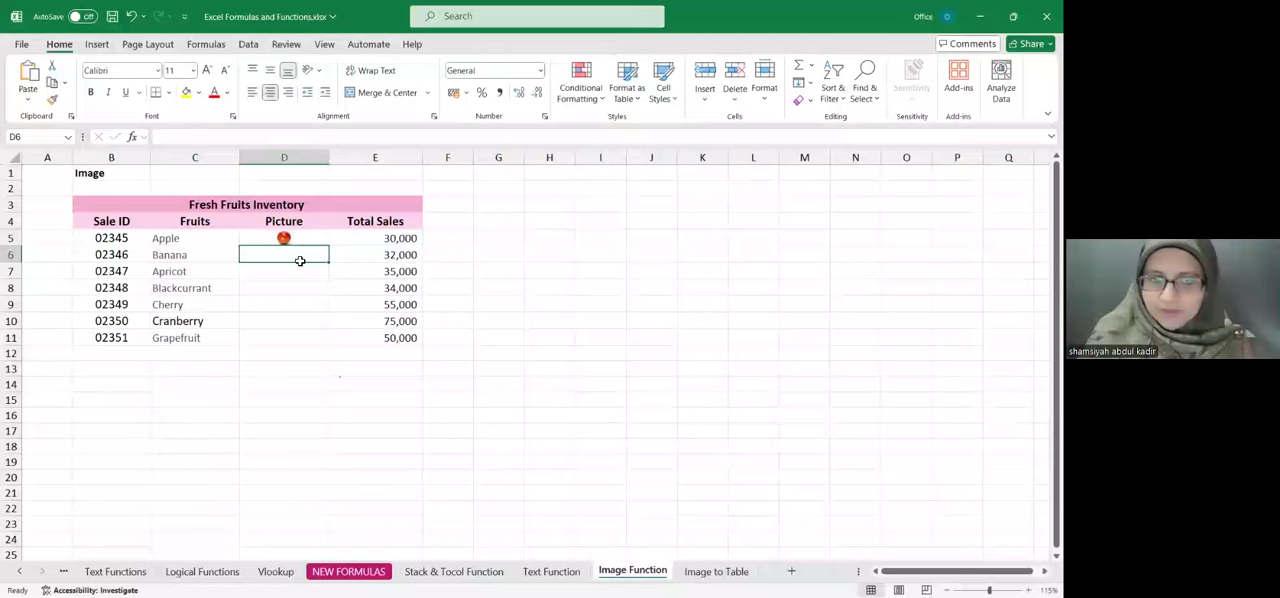 AutoSave Off Excel Formulas and Functions.xlsx Search Office O
File Home Insert Page Layout Formulas Data Review View Automate Help Comments Share
Calibri 11 A A Wrap Text General
Paste B I U A Merge & Center % , Conditional Formatting Format as Table Cell Styles Insert Delete Format Sort & Filter Find & Select Sensitivity Add-ins Analyze Data
Clipboard Font Alignment Number Styles Cells Editing Sensitivity Add-ins
D6 fx
A B C D E F G H I J K L M N O P Q
1 Image
2
3 Fresh Fruits Inventory
4 Sale ID Fruits Picture Total Sales
5 02345 Apple 30,000
6 02346 Banana 32,000
7 02347 Apricot 35,000
8 02348 Blackcurrant 34,000
9 02349 Cherry 55,000
10 02350 Cranberry 75,000
11 02351 Grapefruit 50,000
12
13
14
15
16
17
18
19
20
21
22
23
24
25
shamsiyah abdul kadir
... Text Functions Logical Functions Vlookup NEW FORMULAS Stack & Tocol Function Text Function Image Function Image to Table
Ready Accessibility: Investigate 115%